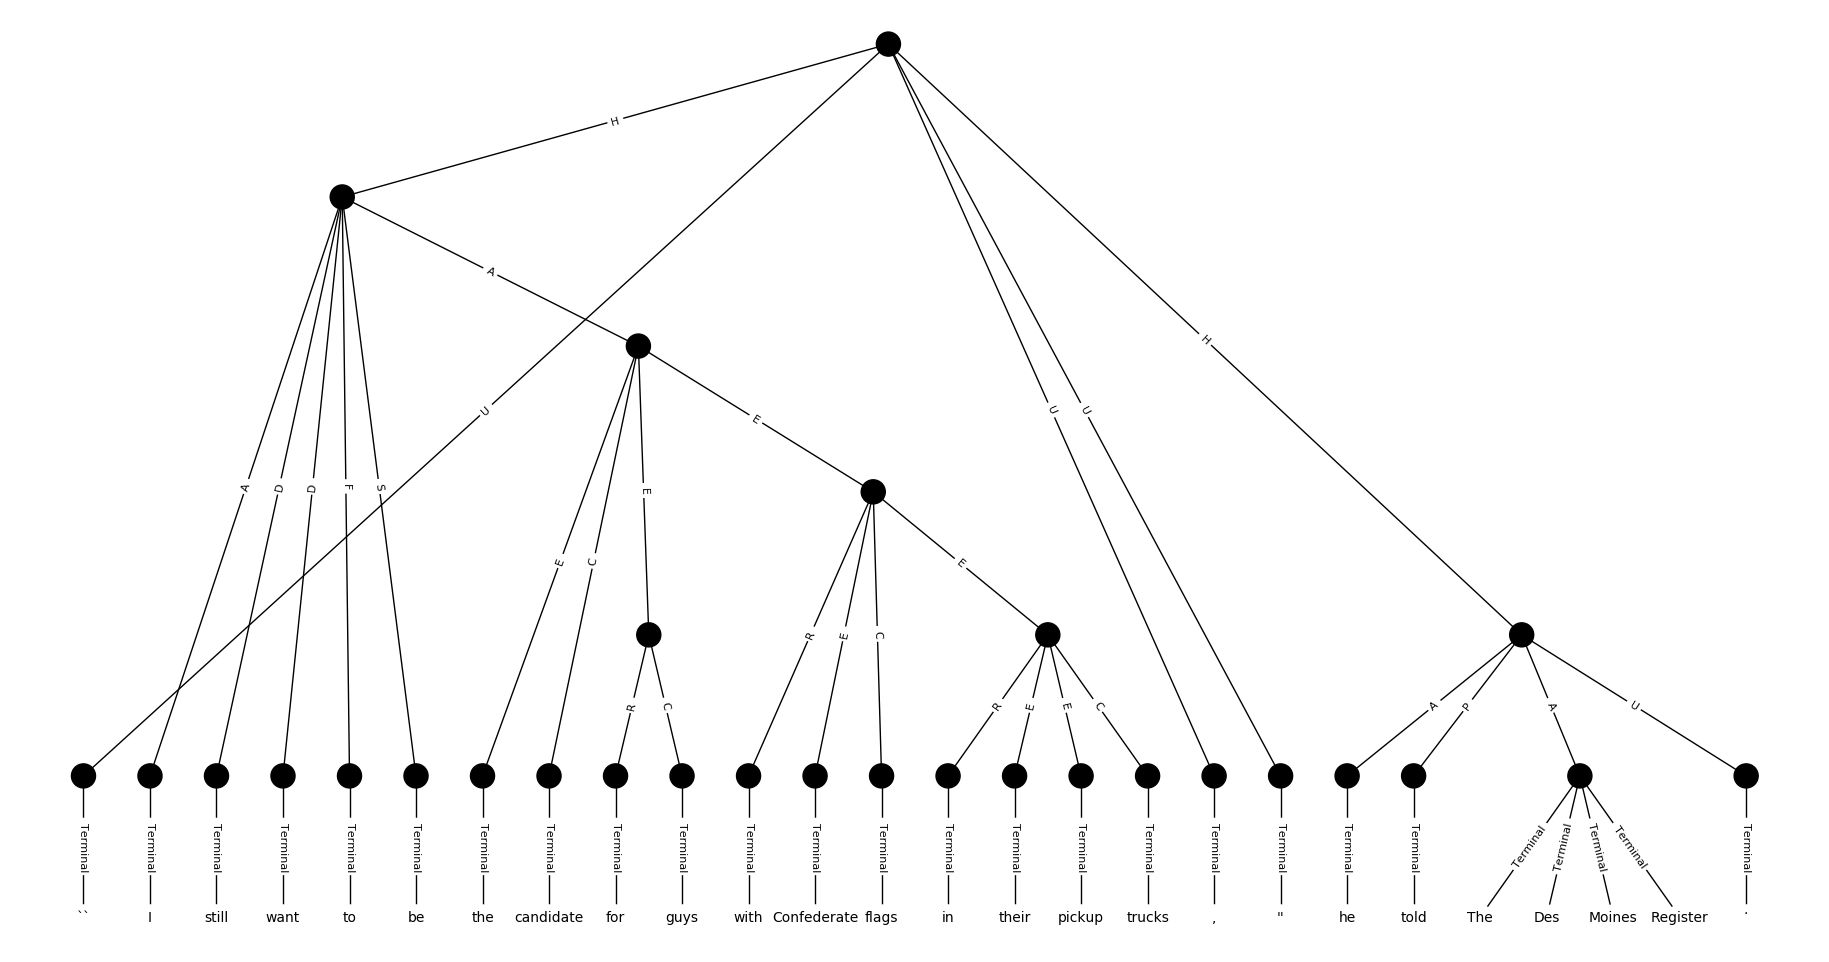 H
A
H
U
E
U
U
A
D
D
F
S
E
E
C
E
R
E
C
R
C
R
E
E
C
A
P
A
U
Terminal Terminal Terminal Terminal Terminal Terminal Terminal Terminal Terminal Terminal Terminal Terminal Terminal Terminal Terminal Terminal Terminal Terminal Terminal Terminal Terminal Terminal Terminal Terminal Terminal Terminal
`` I still want to be the candidate for guys with Confederate flags in their pickup trucks , " he told The Des Moines Register .